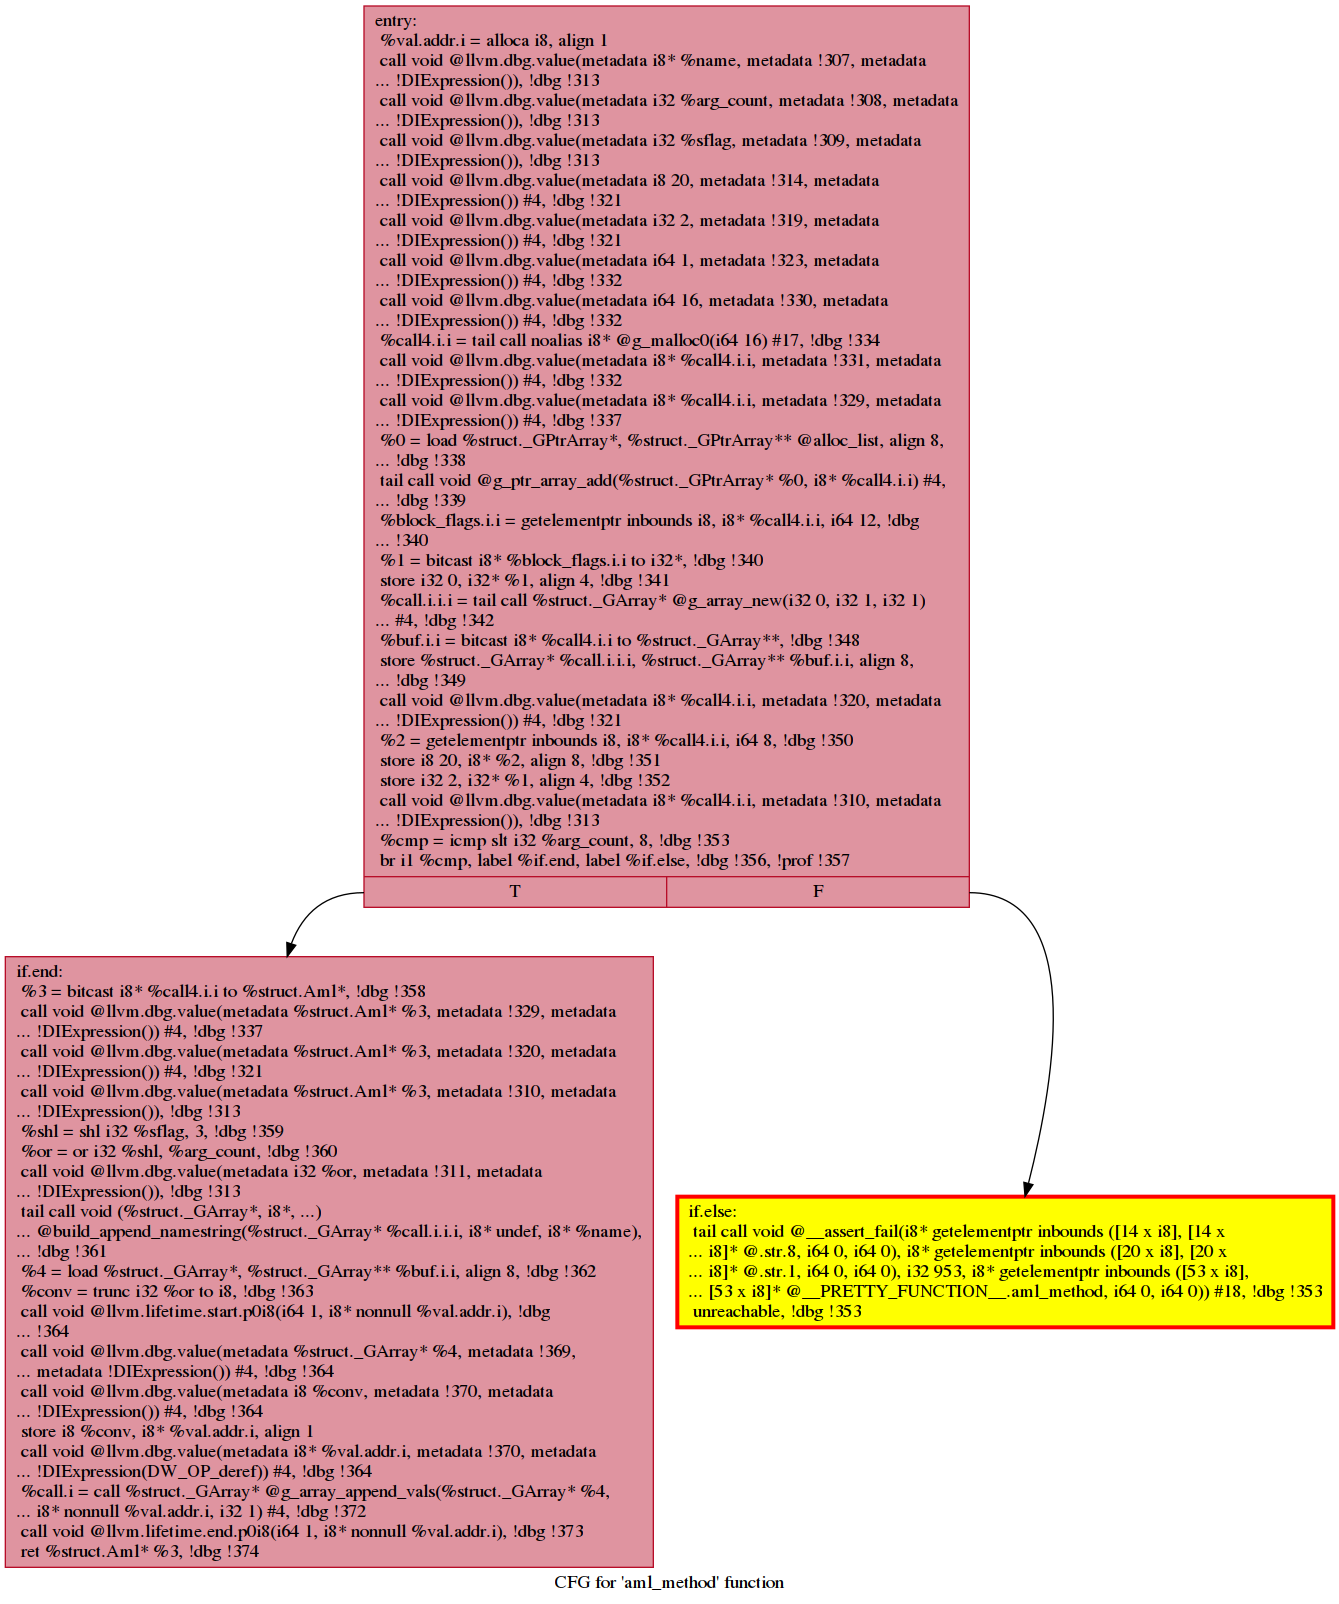 entry:
%val.addr.i = alloca i8, align 1
call void @llvm.dbg.value(metadata i8* %name, metadata !307, metadata
... !DIExpression()), !dbg !313
call void @llvm.dbg.value(metadata i32 %arg_count, metadata !308, metadata
... !DIExpression()), !dbg !313
call void @llvm.dbg.value(metadata i32 %sflag, metadata !309, metadata
... !DIExpression()), !dbg !313
call void @llvm.dbg.value(metadata i8 20, metadata !314, metadata
... !DIExpression()) #4, !dbg !321
call void @llvm.dbg.value(metadata i32 2, metadata !319, metadata
... !DIExpression()) #4, !dbg !321
call void @llvm.dbg.value(metadata i64 1, metadata !323, metadata
... !DIExpression()) #4, !dbg !332
call void @llvm.dbg.value(metadata i64 16, metadata !330, metadata
... !DIExpression()) #4, !dbg !332
%call4.i.i = tail call noalias i8* @g_malloc0(i64 16) #17, !dbg !334
call void @llvm.dbg.value(metadata i8* %call4.i.i, metadata !331, metadata
... !DIExpression()) #4, !dbg !332
call void @llvm.dbg.value(metadata i8* %call4.i.i, metadata !329, metadata
... !DIExpression()) #4, !dbg !337
%0 = load %struct._GPtrArray*, %struct._GPtrArray** @alloc_list, align 8,
... !dbg !338
tail call void @g_ptr_array_add(%struct._GPtrArray* %0, i8* %call4.i.i) #4,
... !dbg !339
%block_flags.i.i = getelementptr inbounds i8, i8* %call4.i.i, i64 12, !dbg
... !340
%1 = bitcast i8* %block_flags.i.i to i32*, !dbg !340
store i32 0, i32* %1, align 4, !dbg !341
%call.i.i.i = tail call %struct._GArray* @g_array_new(i32 0, i32 1, i32 1)
... #4, !dbg !342
%buf.i.i = bitcast i8* %call4.i.i to %struct._GArray**, !dbg !348
store %struct._GArray* %call.i.i.i, %struct._GArray** %buf.i.i, align 8,
... !dbg !349
call void @llvm.dbg.value(metadata i8* %call4.i.i, metadata !320, metadata
... !DIExpression()) #4, !dbg !321
%2 = getelementptr inbounds i8, i8* %call4.i.i, i64 8, !dbg !350
store i8 20, i8* %2, align 8, !dbg !351
store i32 2, i32* %1, align 4, !dbg !352
call void @llvm.dbg.value(metadata i8* %call4.i.i, metadata !310, metadata
... !DIExpression()), !dbg !313
%cmp = icmp slt i32 %arg_count, 8, !dbg !353
br i1 %cmp, label %if.end, label %if.else, !dbg !356, !prof !357
T F
if.end:
%3 = bitcast i8* %call4.i.i to %struct.Aml*, !dbg !358
call void @llvm.dbg.value(metadata %struct.Aml* %3, metadata !329, metadata
... !DIExpression()) #4, !dbg !337
call void @llvm.dbg.value(metadata %struct.Aml* %3, metadata !320, metadata
... !DIExpression()) #4, !dbg !321
call void @llvm.dbg.value(metadata %struct.Aml* %3, metadata !310, metadata
... !DIExpression()), !dbg !313
%shl = shl i32 %sflag, 3, !dbg !359
%or = or i32 %shl, %arg_count, !dbg !360
call void @llvm.dbg.value(metadata i32 %or, metadata !311, metadata
... !DIExpression()), !dbg !313
tail call void (%struct._GArray*, i8*, ...)
... @build_append_namestring(%struct._GArray* %call.i.i.i, i8* undef, i8* %name),
... !dbg !361
%4 = load %struct._GArray*, %struct._GArray** %buf.i.i, align 8, !dbg !362
%conv = trunc i32 %or to i8, !dbg !363
call void @llvm.lifetime.start.p0i8(i64 1, i8* nonnull %val.addr.i), !dbg
... !364
call void @llvm.dbg.value(metadata %struct._GArray* %4, metadata !369,
... metadata !DIExpression()) #4, !dbg !364
call void @llvm.dbg.value(metadata i8 %conv, metadata !370, metadata
... !DIExpression()) #4, !dbg !364
store i8 %conv, i8* %val.addr.i, align 1
call void @llvm.dbg.value(metadata i8* %val.addr.i, metadata !370, metadata
... !DIExpression(DW_OP_deref)) #4, !dbg !364
%call.i = call %struct._GArray* @g_array_append_vals(%struct._GArray* %4,
... i8* nonnull %val.addr.i, i32 1) #4, !dbg !372
call void @llvm.lifetime.end.p0i8(i64 1, i8* nonnull %val.addr.i), !dbg !373
ret %struct.Aml* %3, !dbg !374
if.else:
tail call void @__assert_fail(i8* getelementptr inbounds ([14 x i8], [14 x
... i8]* @.str.8, i64 0, i64 0), i8* getelementptr inbounds ([20 x i8], [20 x
... i8]* @.str.1, i64 0, i64 0), i32 953, i8* getelementptr inbounds ([53 x i8],
... [53 x i8]* @__PRETTY_FUNCTION__.aml_method, i64 0, i64 0)) #18, !dbg !353
unreachable, !dbg !353
CFG for 'aml_method' function